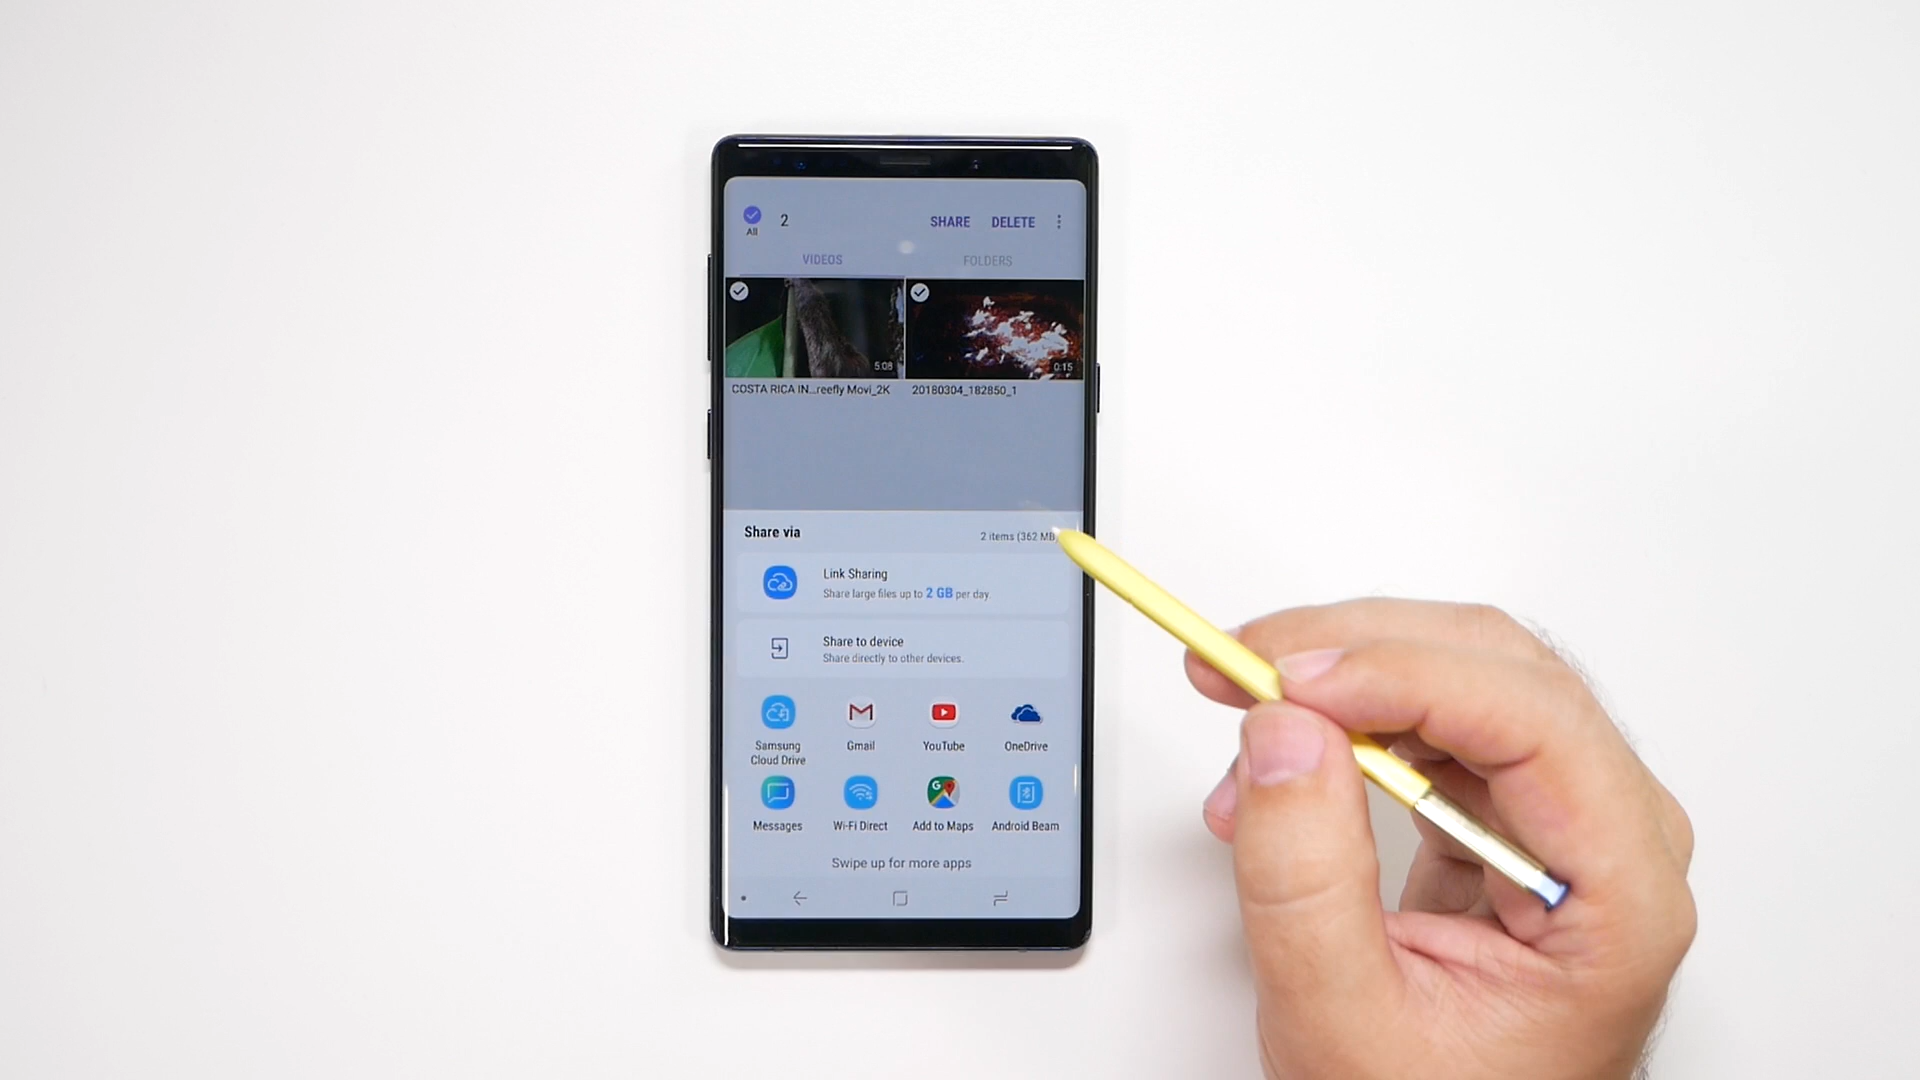 2 SHARE DELETE
All
VIDEOS FOLDERS
5:08 0:15
COSTA RICA IN...reefly Movi_2K 20180304_182850_1
Share via 2 items (362 MB)
Link Sharing
Share large files up to 2 GB per day
Share to device
Share directly to other devices.
Samsung Gmail YouTube OneDrive
Cloud Drive
Messages Wi-Fi Direct Add to Maps Android Beam
Swipe up for more apps